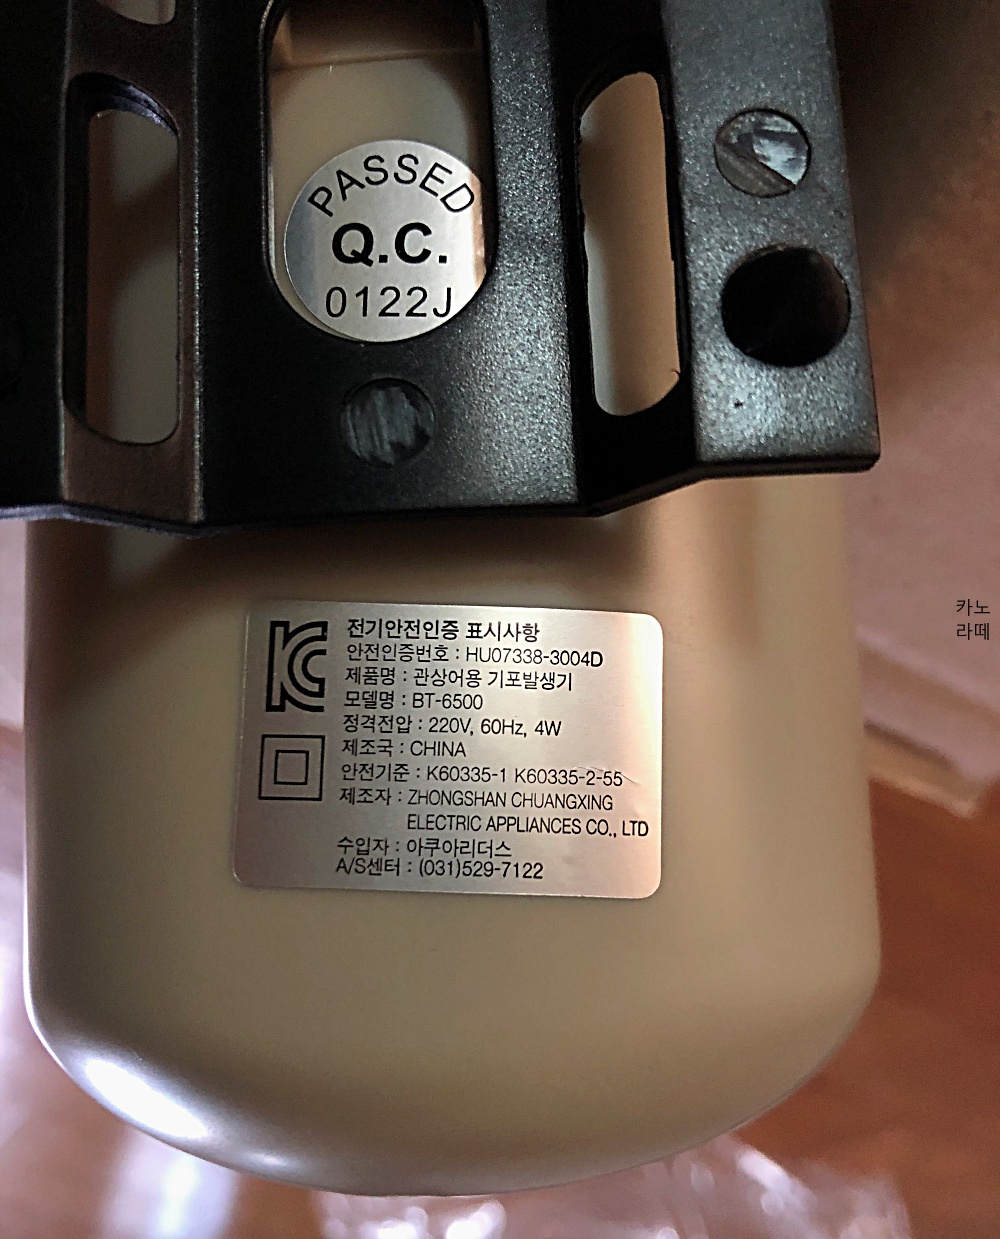 PASSED
Q.C.
0122J
전기안전인증 표시사항
안전인증번호 : HU07338-3004D
제품명 : 관상어용 기포발생기
모델명 : BT-6500
정격전압 : 220V, 60Hz, 4W
제조국 : CHINA
안전기준 : K60335-1 K60335-2-55
제조자 : ZHONGSHAN CHUANGXING
ELECTRIC APPLIANCES CO., LTD
수입자 : 아쿠아리더스
A/S센터 : (031)529-7122
카노
라떼